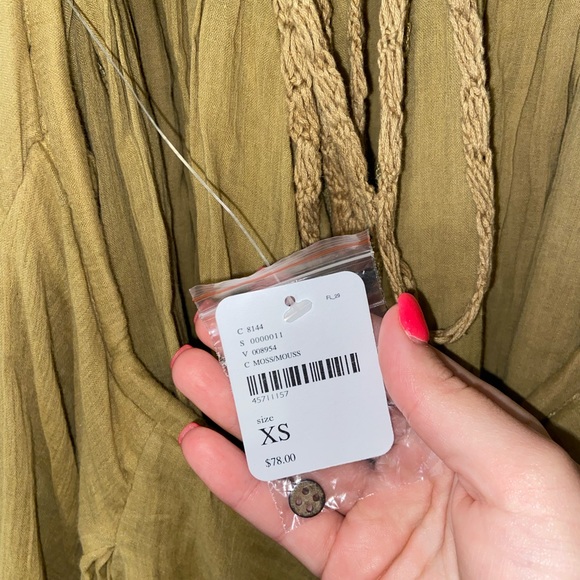 FL_20
C 8144
S 0000011
V 008954
C MOSS/MOUSS
45711157
size
XS
$78.00